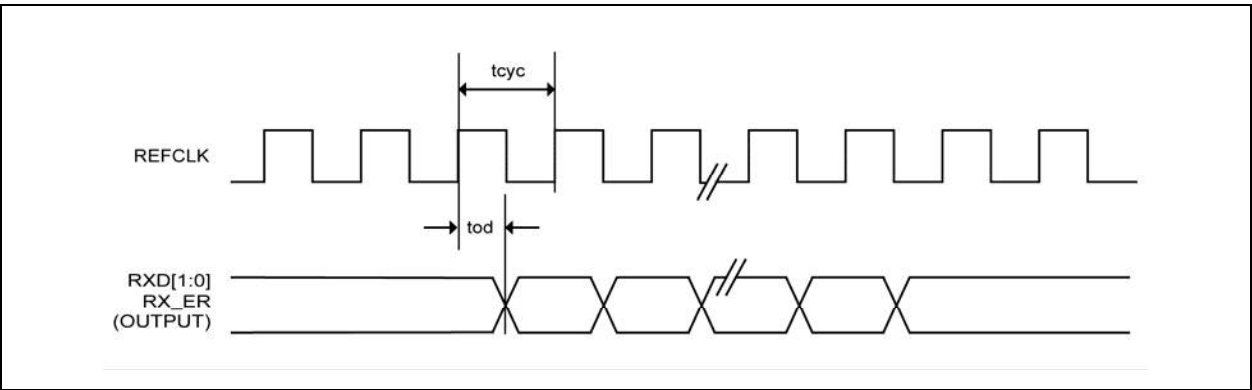 tcyc
REFCLK
tod
RXD[1:0]
RX_ER
(OUTPUT)